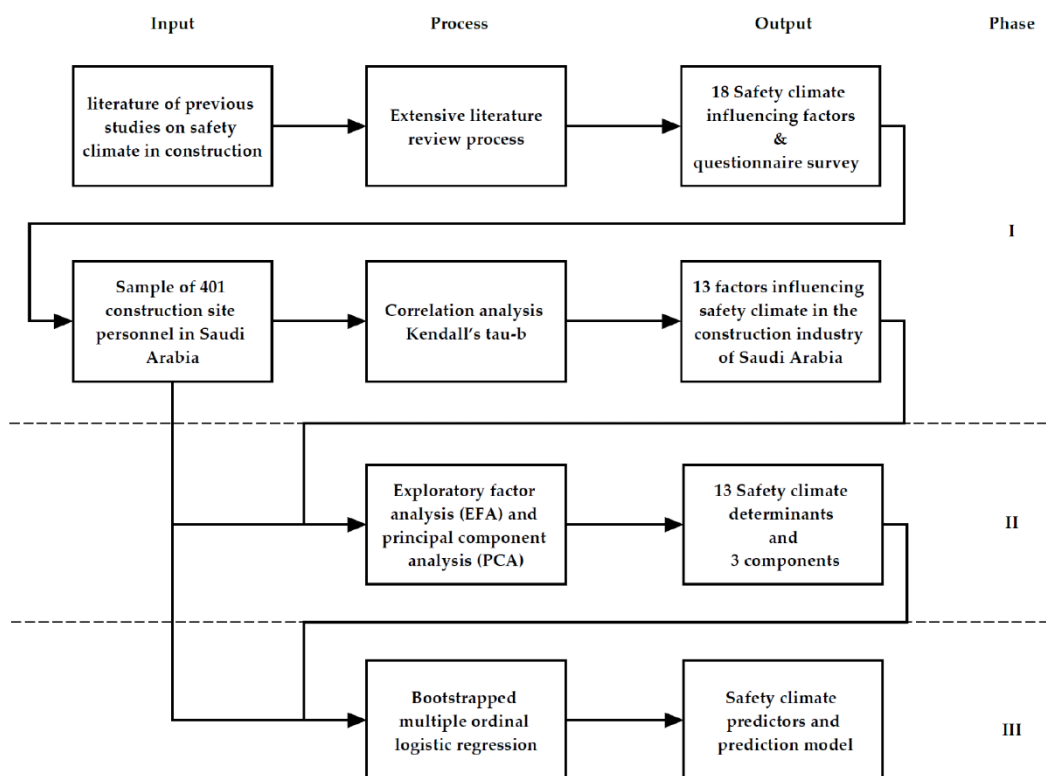 Input Process Output Phase
literature of previous
studies on safety
climate in construction
Extensive literature
review process
18 Safety climate
influencing factors
&
questionnaire survey
I
Sample of 401
construction site
personnel in Saudi
Arabia
Correlation analysis
Kendall's tau-b
13 factors influencing
safety climate in the
construction industry
of Saudi Arabia
Exploratory factor
analysis (EFA) and
principal component
analysis (PCA)
13 Safety climate
determinants
and
3 components
II
Bootstrapped
multiple ordinal
logistic regression
Safety climate
predictors and
prediction model
III